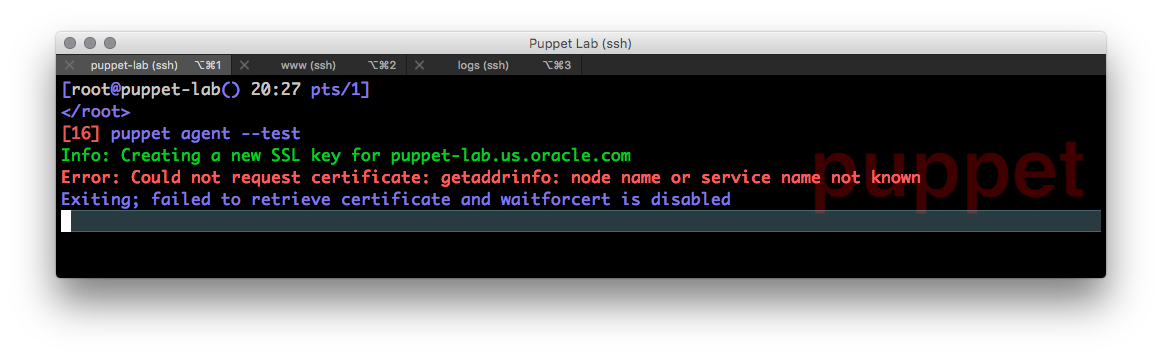 Puppet Lab (ssh)
puppet-lab (ssh) ⌥⌘1 www (ssh) ⌥⌘2 logs (ssh) ⌥⌘3
[root@puppet-lab() 20:27 pts/1]
</root>
[16] puppet agent --test
Info: Creating a new SSL key for puppet-lab.us.oracle.com
Error: Could not request certificate: getaddrinfo: node name or service name not known
Exiting; failed to retrieve certificate and waitforcert is disabled
puppet